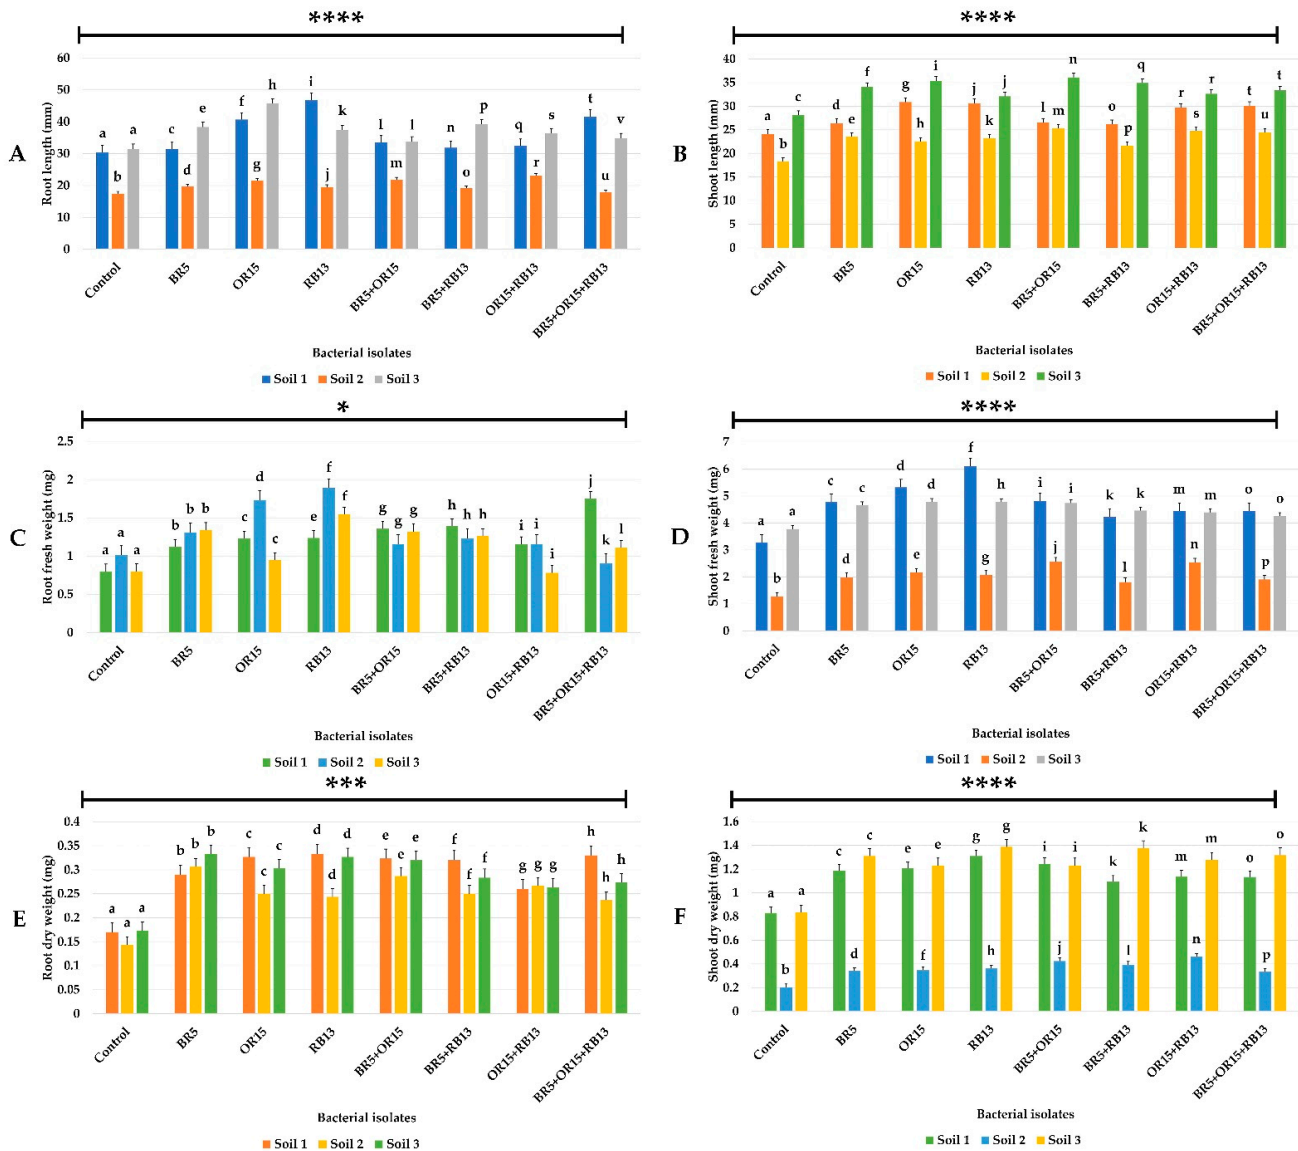 ****
A
Root length (mm)
60
50
40
30
20
10
0
a b a
c d e
f g h
i j k
l m l
n o p
q r s
t u v
Control BR5 OR15 RB13 BR5+OR15 BR5+RB13 OR15+RB13 BR5+OR15+RB13
Bacterial isolates
Soil 1 Soil 2 Soil 3
****
B
Shoot length (mm)
40
35
30
25
20
15
10
5
0
a b c
d e f
g h i
j k j
l m n
o p q
r s r
t u t
Control BR5 OR15 RB13 BR5+OR15 BR5+RB13 OR15+RB13 BR5+OR15+RB13
Bacterial isolates
Soil 1 Soil 2 Soil 3
*
C
Root fresh weight (mg)
2.5
2
1.5
1
0.5
0
a a a
b b b
c d c
e f f
g g g
h h h
i i i
j k l
Control BR5 OR15 RB13 BR5+OR15 BR5+RB13 OR15+RB13 BR5+OR15+RB13
Bacterial isolates
Soil 1 Soil 2 Soil 3
****
D
Shoot fresh weight (mg)
7
6
5
4
3
2
1
0
a b a
c d c
d e d
f g h
i j i
k l k
m n m
o p o
Control BR5 OR15 RB13 BR5+OR15 BR5+RB13 OR15+RB13 BR5+OR15+RB13
Bacterial isolates
Soil 1 Soil 2 Soil 3
***
E
Root dry weight (mg)
0.4
0.35
0.3
0.25
0.2
0.15
0.1
0.05
0
a a a
b b b
c c c
d d d
e e e
f f f
g g g
h h h
Control BR5 OR15 RB13 BR5+OR15 BR5+RB13 OR15+RB13 BR5+OR15+RB13
Bacterial isolates
Soil 1 Soil 2 Soil 3
****
F
Shoot dry weight (mg)
1.6
1.4
1.2
1
0.8
0.6
0.4
0.2
0
a b a
c d c
e f e
g h g
i j i
k l k
m n m
o p o
Control BR5 OR15 RB13 BR5+OR15 BR5+RB13 OR15+RB13 BR5+OR15+RB13
Bacterial isolates
Soil 1 Soil 2 Soil 3